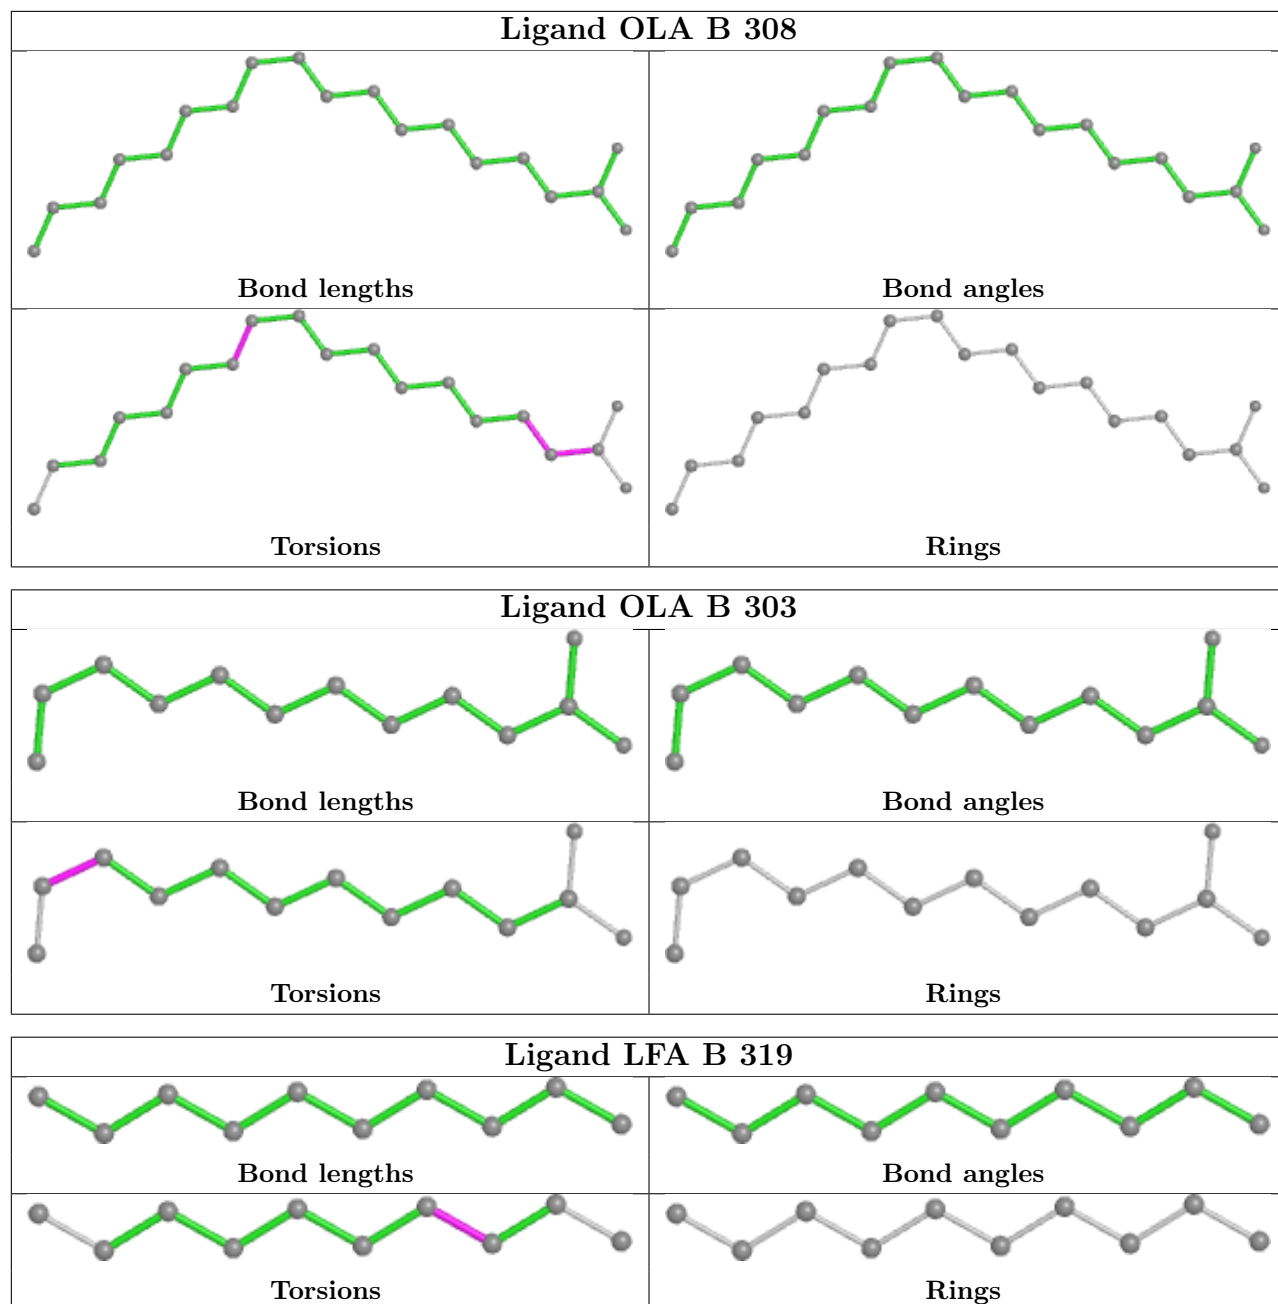 Ligand OLA B 308
Bond lengths
Bond angles
Torsions
Rings
Ligand OLA B 303
Bond lengths
Bond angles
Torsions
Rings
Ligand LFA B 319
Bond lengths
Bond angles
Torsions
Rings